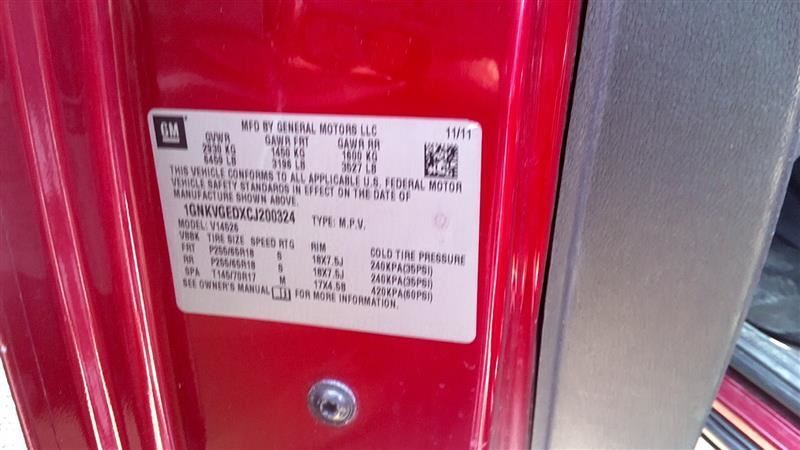 GM
MFD BY GENERAL MOTORS LLC 11/11
GVWR GAWR FRT GAWR RR
2930 KG 1450 KG 1600 KG
6459 LB 3196 LB 3527 LB
THIS VEHICLE CONFORMS TO ALL APPLICABLE U.S. FEDERAL MOTOR
VEHICLE SAFETY STANDARDS IN EFFECT ON THE DATE OF
MANUFACTURE SHOWN ABOVE.
1GNKVGEDXCJ200324 TYPE: M.P.V.
MODEL: V14526
VBBK TIRE SIZE SPEED RTG RIM COLD TIRE PRESSURE
FRT P255/65R18 S 18X7.5J 240KPA(35PSI)
RR P255/65R18 S 18X7.5J 240KPA(35PSI)
SPA T145/70R17 M 17X4.5B 420KPA(60PSI)
SEE OWNER'S MANUAL FOR MORE INFORMATION.